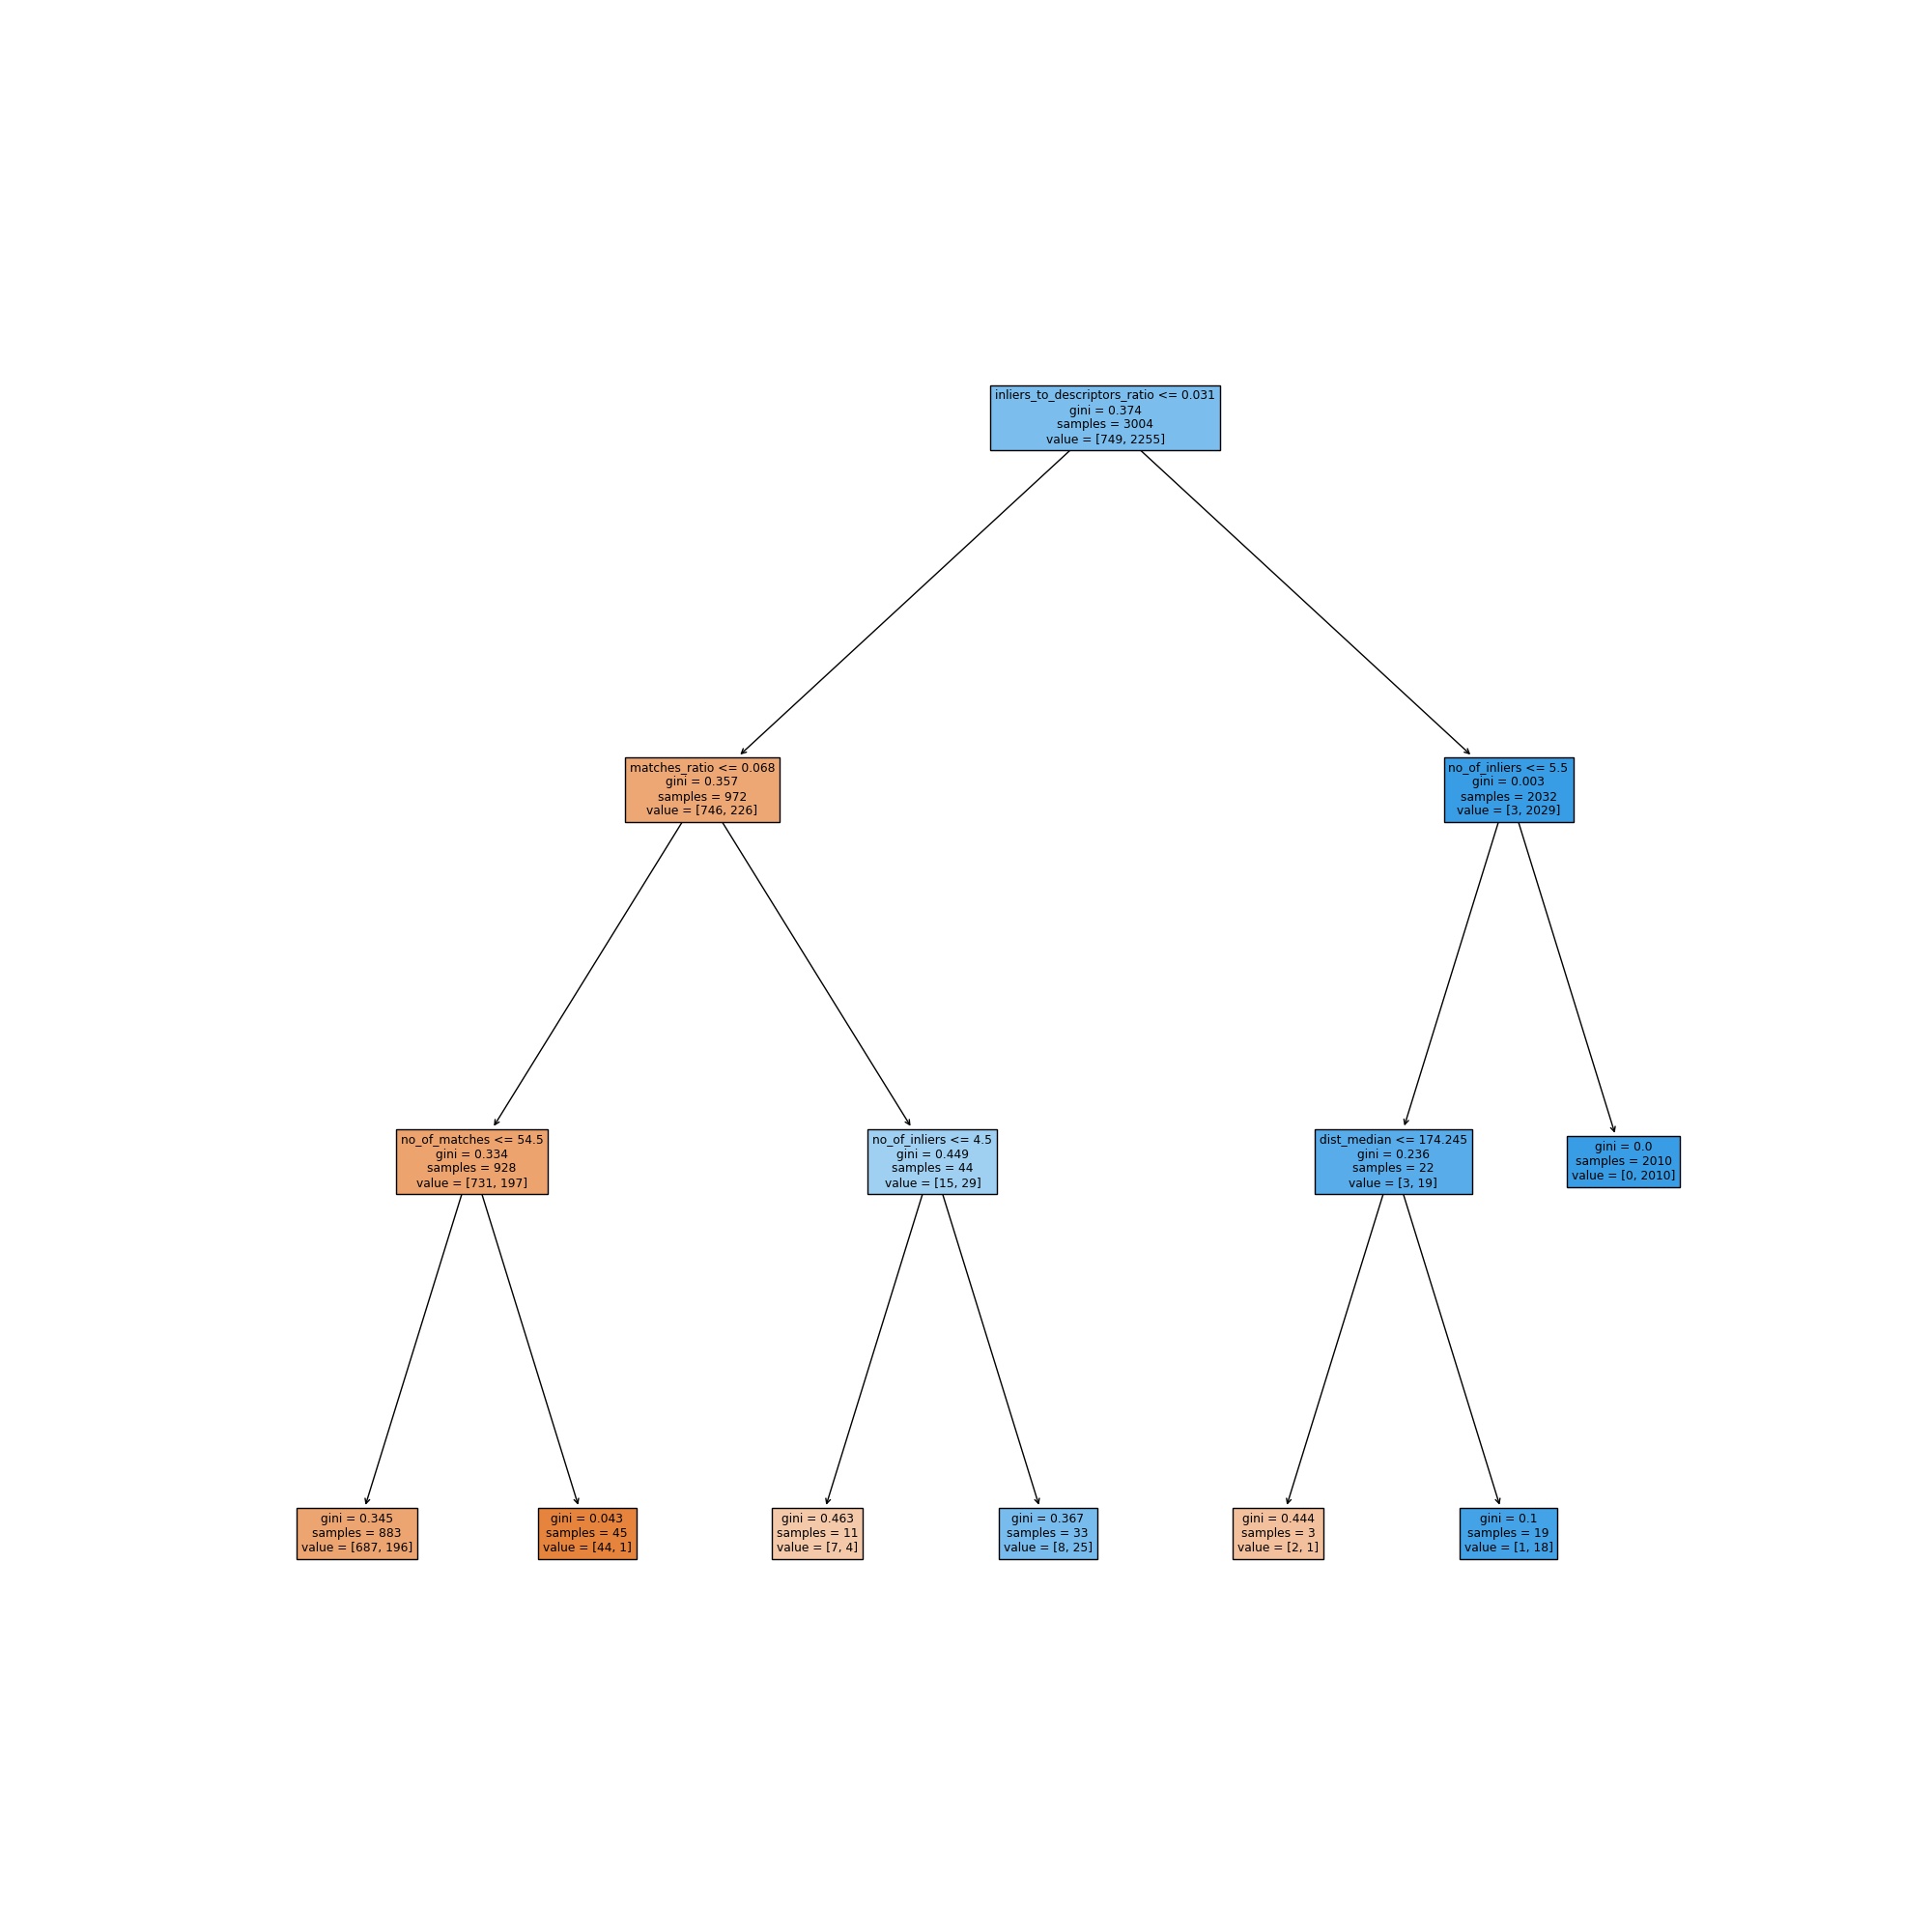 inliers_to_descriptors_ratio <= 0.031
gini = 0.374
samples = 3004
value = [749, 2255]
matches_ratio <= 0.068
gini = 0.357
samples = 972
value = [746, 226]
no_of_inliers <= 5.5
gini = 0.003
samples = 2032
value = [3, 2029]
no_of_matches <= 54.5
gini = 0.334
samples = 928
value = [731, 197]
no_of_inliers <= 4.5
gini = 0.449
samples = 44
value = [15, 29]
dist_median <= 174.245
gini = 0.236
samples = 22
value = [3, 19]
gini = 0.0
samples = 2010
value = [0, 2010]
gini = 0.345
samples = 883
value = [687, 196]
gini = 0.043
samples = 45
value = [44, 1]
gini = 0.463
samples = 11
value = [7, 4]
gini = 0.367
samples = 33
value = [8, 25]
gini = 0.444
samples = 3
value = [2, 1]
gini = 0.1
samples = 19
value = [1, 18]